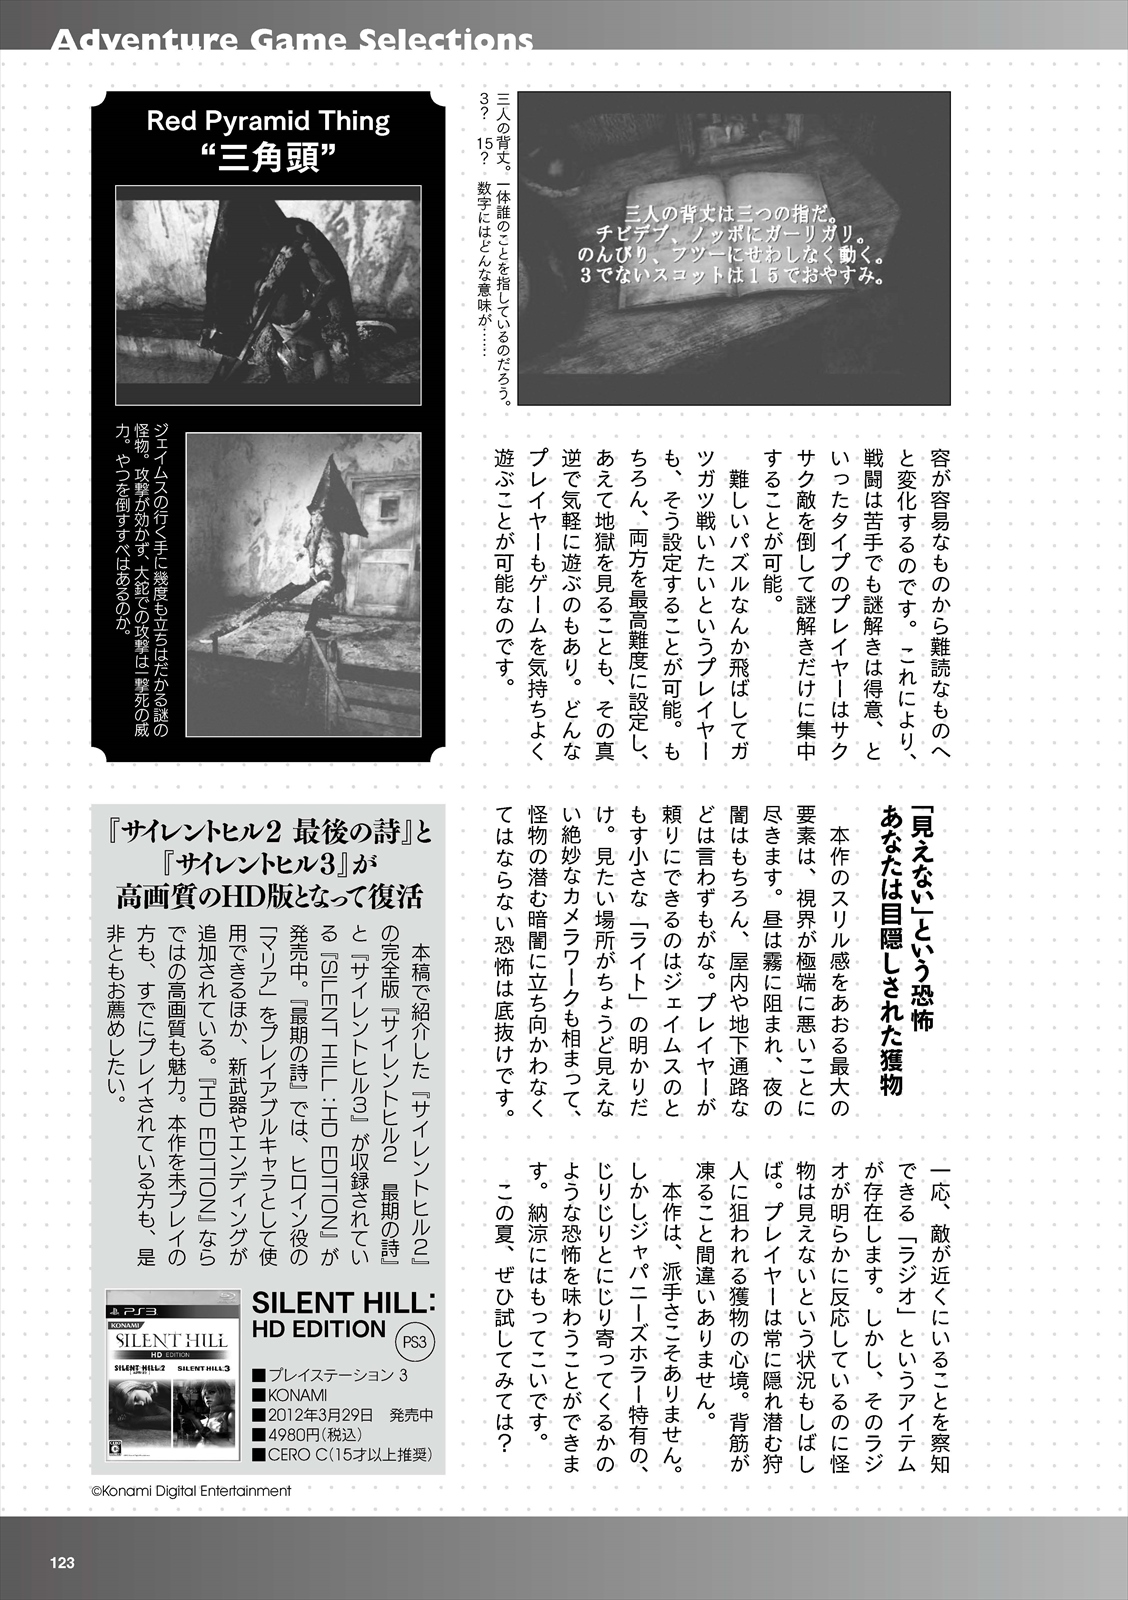 Adventure Game Selections
三人の背丈は三つの指だ。
チビデブ、ノッポにガーリガリ。
のんびり、フツーにせわしなく動く。
3でないスコットは15でおやすみ。
三人の背丈。一体誰のことを指しているのだろう。
3?　15?　数字にはどんな意味が……
Red Pyramid Thing
“三角頭”
ジェイムスの行く手に幾度も立ちはだかる謎の
怪物。攻撃が効かず、大鉈での攻撃は一撃死の威
力。やつを倒すすべはあるのか。
容が容易なものから難読なものへ
と変化するのです。これにより、
戦闘は苦手でも謎解きは得意、と
いったタイプのプレイヤーはサク
サク敵を倒して謎解きだけに集中
することが可能。
難しいパズルなんか飛ばしてガ
ツガツ戦いたいというプレイヤー
も、そう設定することが可能。も
ちろん、両方を最高難度に設定し、
あえて地獄を見ることも、その真
逆で気軽に遊ぶのもあり。どんな
プレイヤーもゲームを気持ちよく
遊ぶことが可能なのです。
「見えない」という恐怖
あなたは目隠しされた獲物
本作のスリル感をあおる最大の
要素は、視界が極端に悪いことに
尽きます。昼は霧に阻まれ、夜の
闇はもちろん、屋内や地下通路な
どは言わずもがな。プレイヤーが
頼りにできるのはジェイムスのと
もす小さな「ライト」の明かりだ
け。見たい場所がちょうど見えな
い絶妙なカメラワークも相まって、
怪物の潜む暗闇に立ち向かわなく
てはならない恐怖は底抜けです。
一応、敵が近くにいることを察知
できる「ラジオ」というアイテム
が存在します。しかし、そのラジ
オが明らかに反応しているのに怪
物は見えないという状況もしばし
ば。プレイヤーは常に隠れ潜む狩
人に狙われる獲物の心境。背筋が
凍ること間違いありません。
本作は、派手さこそありません。
しかしジャパニーズホラー特有の、
じりじりとにじり寄ってくるかの
ような恐怖を味わうことができま
す。納涼にはもってこいです。
この夏、ぜひ試してみては?
『サイレントヒル2 最後の詩』と
『サイレントヒル3』が
高画質のHD版となって復活
本稿で紹介した『サイレントヒル2』
の完全版『サイレントヒル2　最期の詩』
と『サイレントヒル3』が収録されてい
る『SILENT HILL:HD EDITION』が
発売中。『最期の詩』では、ヒロイン役の
「マリア」をプレイアブルキャラとして使
用できるほか、新武器やエンディングが
追加されている。『HD EDITION』なら
ではの高画質も魅力。本作を未プレイの
方も、すでにプレイされている方も、是
非ともお薦めしたい。
PS3
KONAMI
SILENT HILL
HD EDITION
SILENT HILL 2
SILENT HILL 3
SILENT HILL:
HD EDITION
PS3
■プレイステーション 3
■KONAMI
■2012年3月29日　発売中
■4980円(税込)
■CERO C(15才以上推奨)
©Konami Digital Entertainment
123